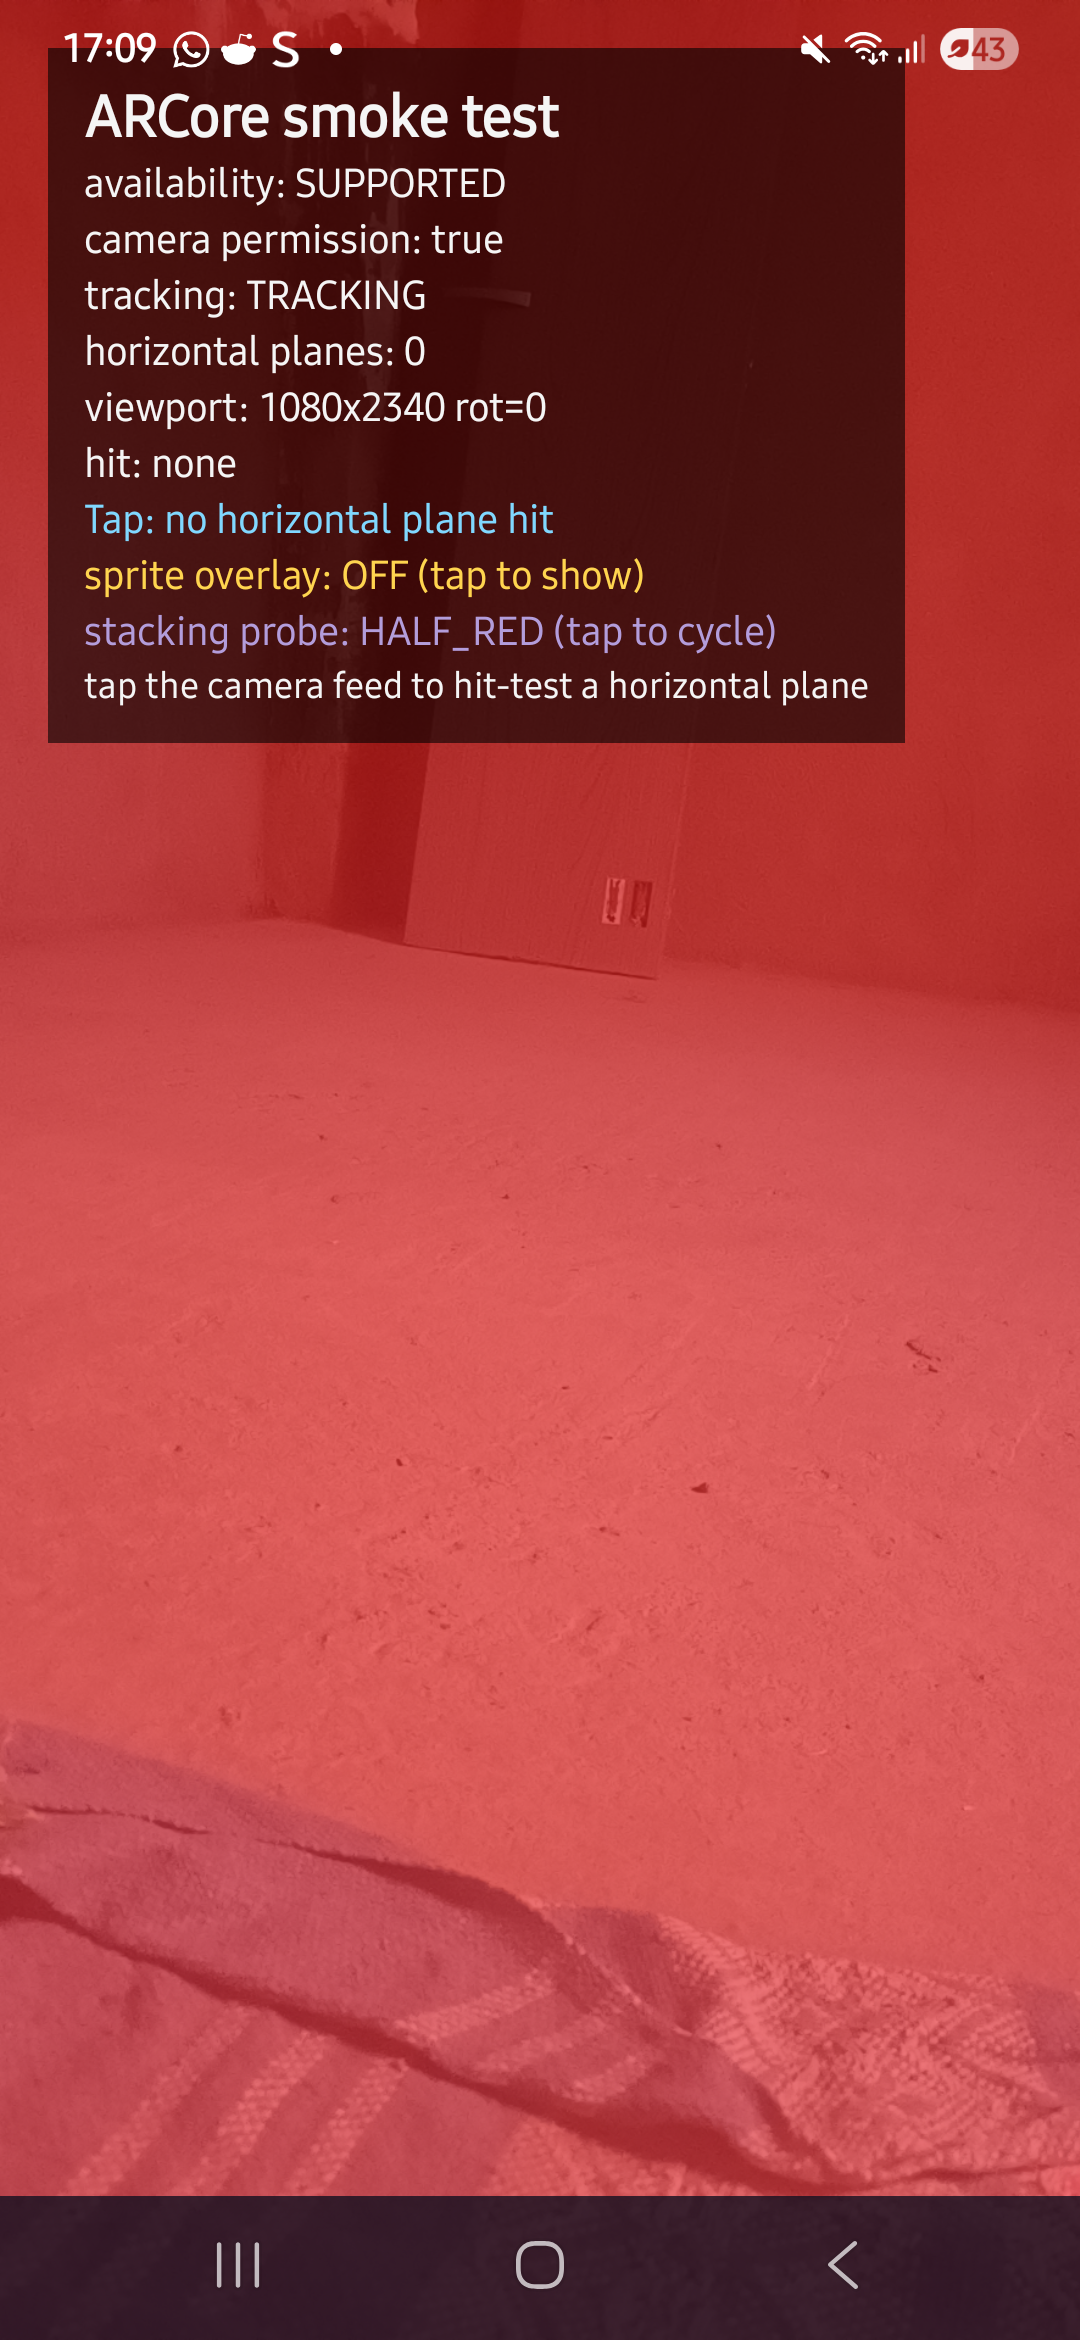 17:09 S 43
ARCore smoke test
availability: SUPPORTED
camera permission: true
tracking: TRACKING
horizontal planes: 0
viewport: 1080x2340 rot=0
hit: none
Tap: no horizontal plane hit
sprite overlay: OFF (tap to show)
stacking probe: HALF_RED (tap to cycle)
tap the camera feed to hit-test a horizontal plane